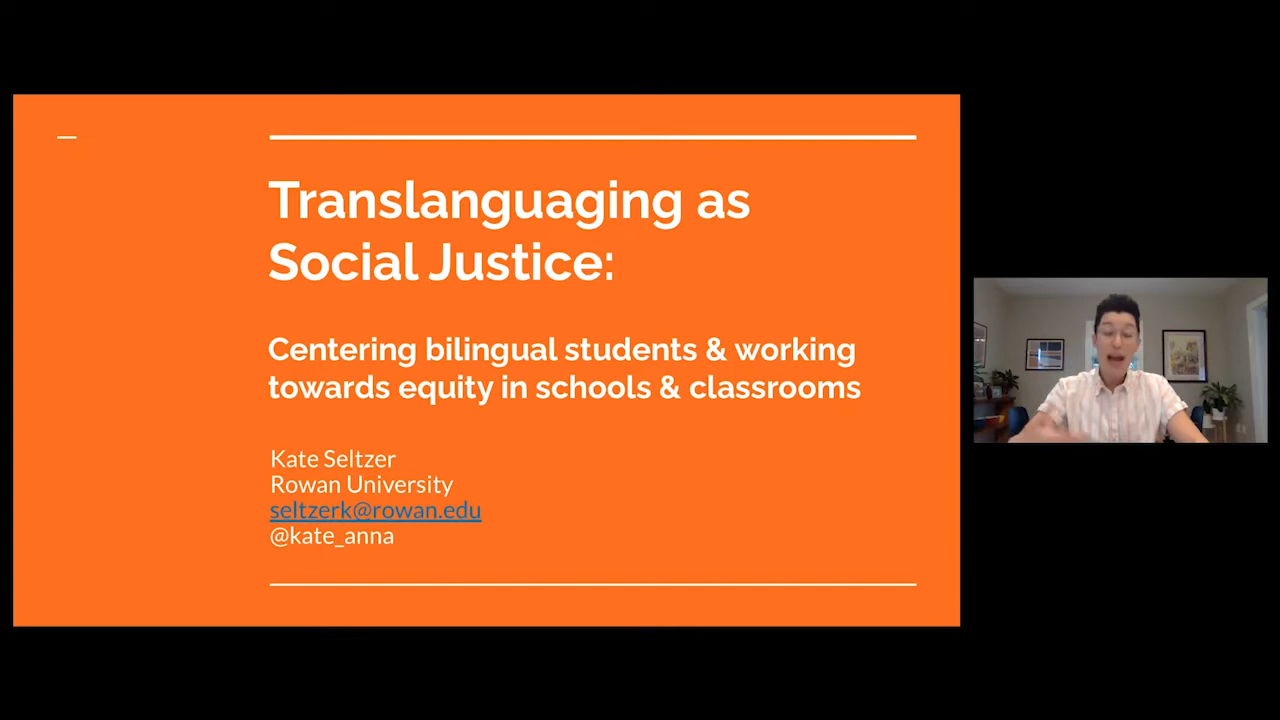 Translanguaging as
Social Justice:
Centering bilingual students & working
towards equity in schools & classrooms
Kate Seltzer
Rowan University
seltzerk@rowan.edu
@kate_anna